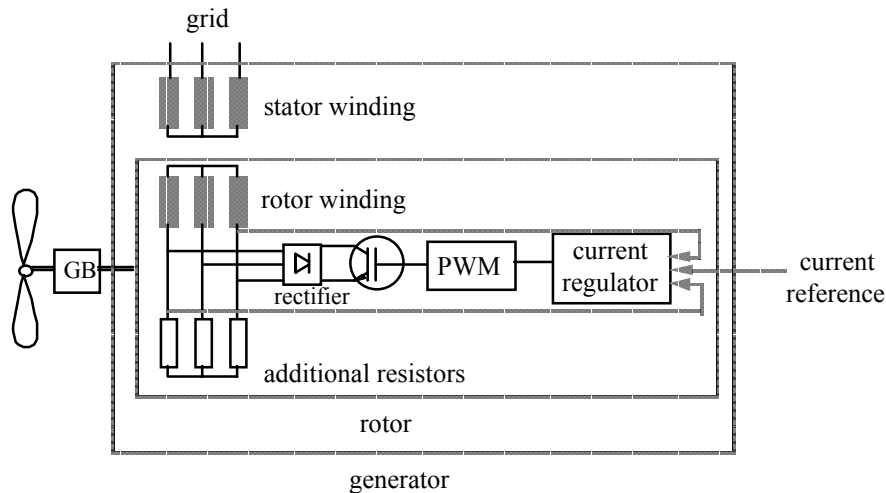 grid
stator winding
rotor winding
GB
rectifier
PWM
current
regulator
current
reference
additional resistors
rotor
generator